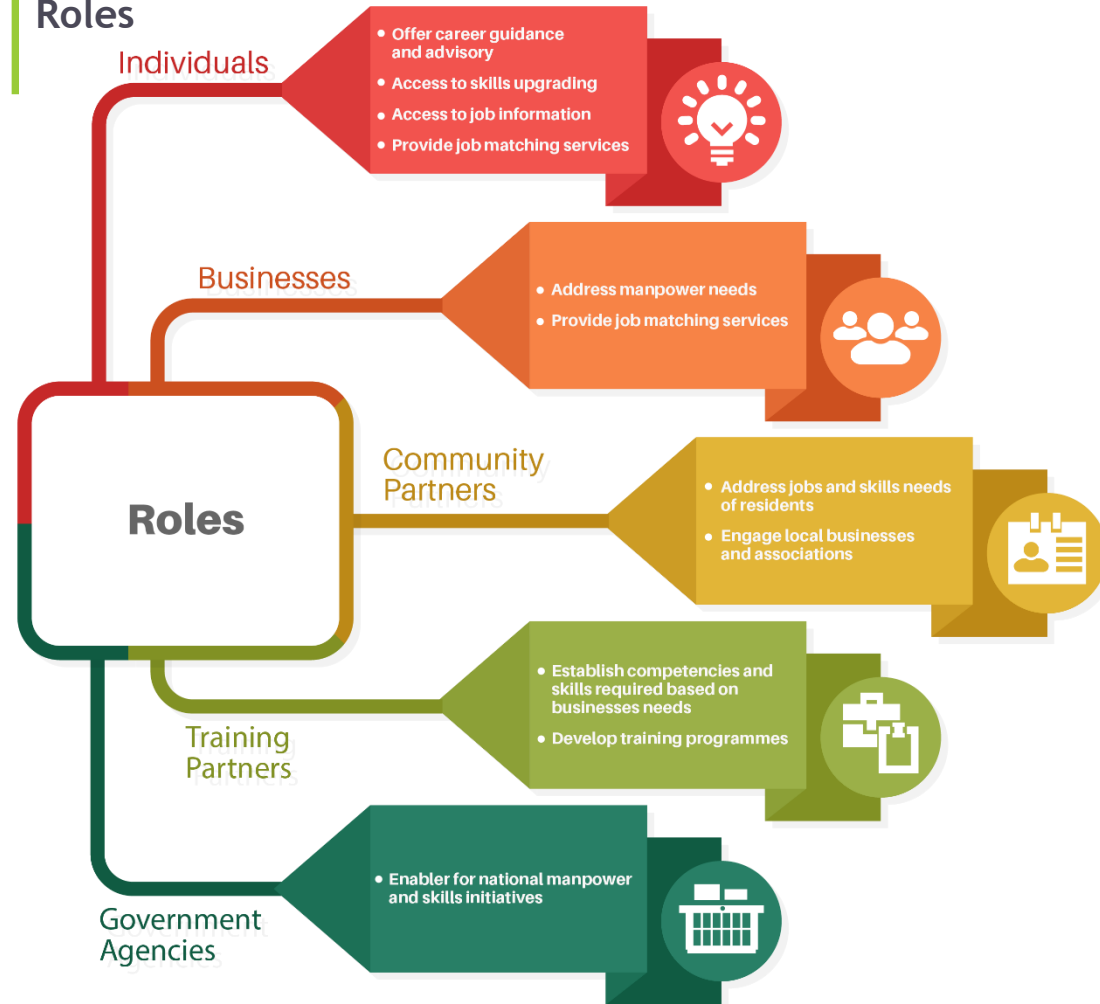 Roles
Individuals
• Offer career guidance
and advisory
• Access to skills upgrading
• Access to job information
• Provide job matching services
Businesses
• Address manpower needs
• Provide job matching services
Community
Partners
• Address jobs and skills needs
of residents
• Engage local businesses
and associations
Roles
Training
Partners
• Establish competencies and
skills required based on
businesses needs
• Develop training programmes
Government
Agencies
• Enabler for national manpower
and skills initiatives